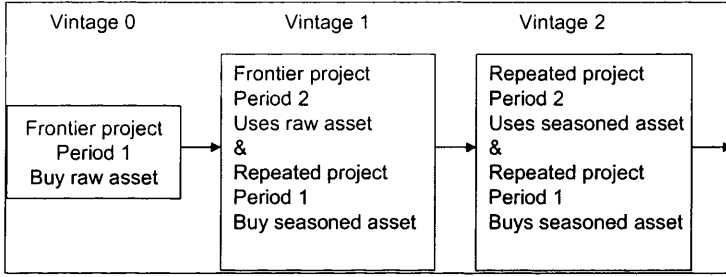 Vintage 0
Vintage 1
Vintage 2
Frontier project
Period 1
Buy raw asset
Frontier project
Period 2
Uses raw asset
&
Repeated project
Period 1
Buy seasoned asset
Repeated project
Period 2
Uses seasoned asset
&
Repeated project
Period 1
Buys seasoned asset